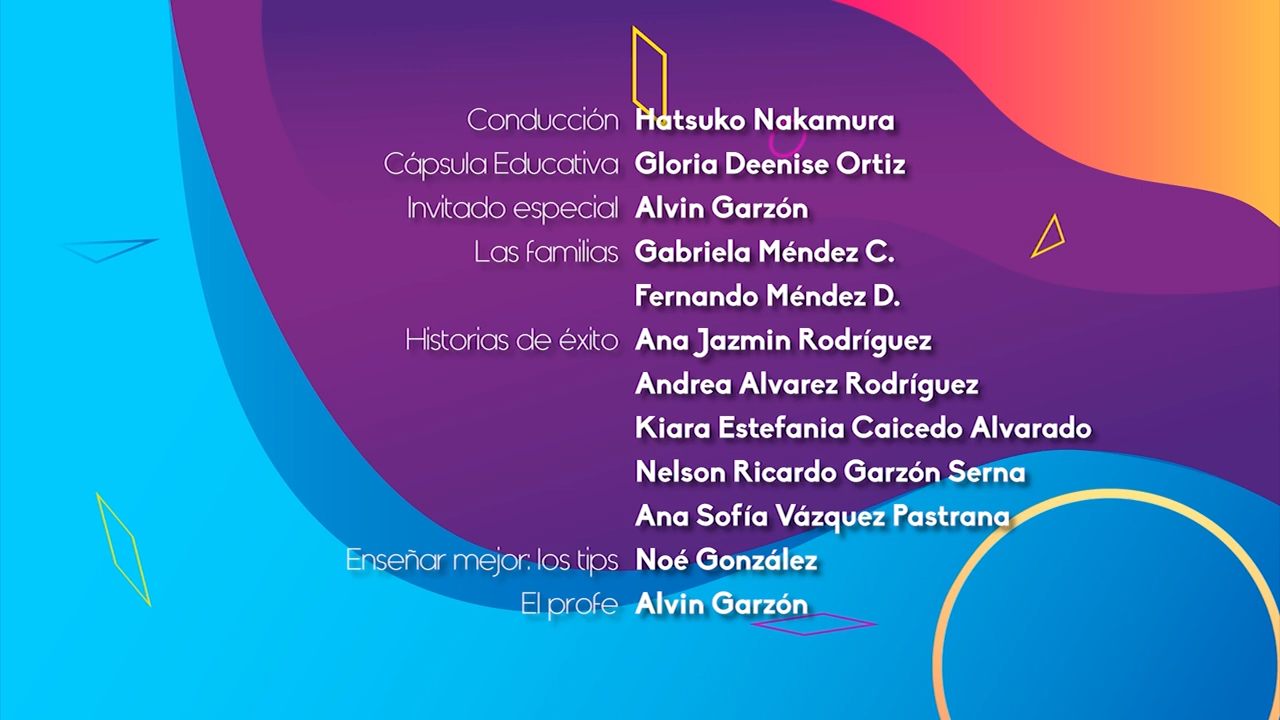 Conducción Hatsuko Nakamura
Cápsula Educativa Gloria Deenise Ortiz
Invitado especial Alvin Garzón
Las familias Gabriela Méndez C.
Fernando Méndez D.
Historias de éxito Ana Jazmin Rodríguez
Andrea Alvarez Rodríguez
Kiara Estefania Caicedo Alvarado
Nelson Ricardo Garzón Serna
Ana Sofía Vázquez Pastrana
Enseñar mejor: los tips Noé González
El profe Alvin Garzón